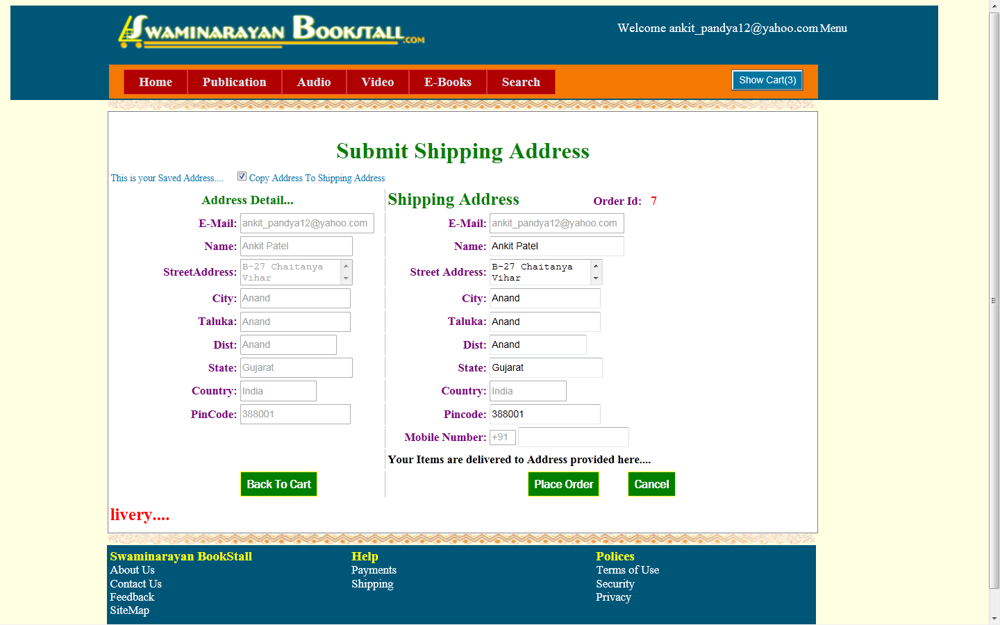 Swaminarayan Bookstall.com
Welcome ankit_pandya12@yahoo.com Menu
Home Publication Audio Video E-Books Search Show Cart(3)
Submit Shipping Address
This is your Saved Address.... Copy Address To Shipping Address
Address Detail... Shipping Address Order Id: 7
E-Mail: ankit_pandya12@yahoo.com E-Mail: ankit_pandya12@yahoo.com
Name: Ankit Patel Name: Ankit Patel
StreetAddress: B-27 Chaitanya Street Address: B-27 Chaitanya
Vihar Vihar
City: Anand City: Anand
Taluka: Anand Taluka: Anand
Dist: Anand Dist: Anand
State: Gujarat State: Gujarat
Country: India Country: India
PinCode: 388001 Pincode: 388001
Mobile Number: +91
Your Items are delivered to Address provided here....
Back To Cart Place Order Cancel
livery....
Swaminarayan BookStall Help Polices
About Us Payments Terms of Use
Contact Us Shipping Security
Feedback Privacy
SiteMap